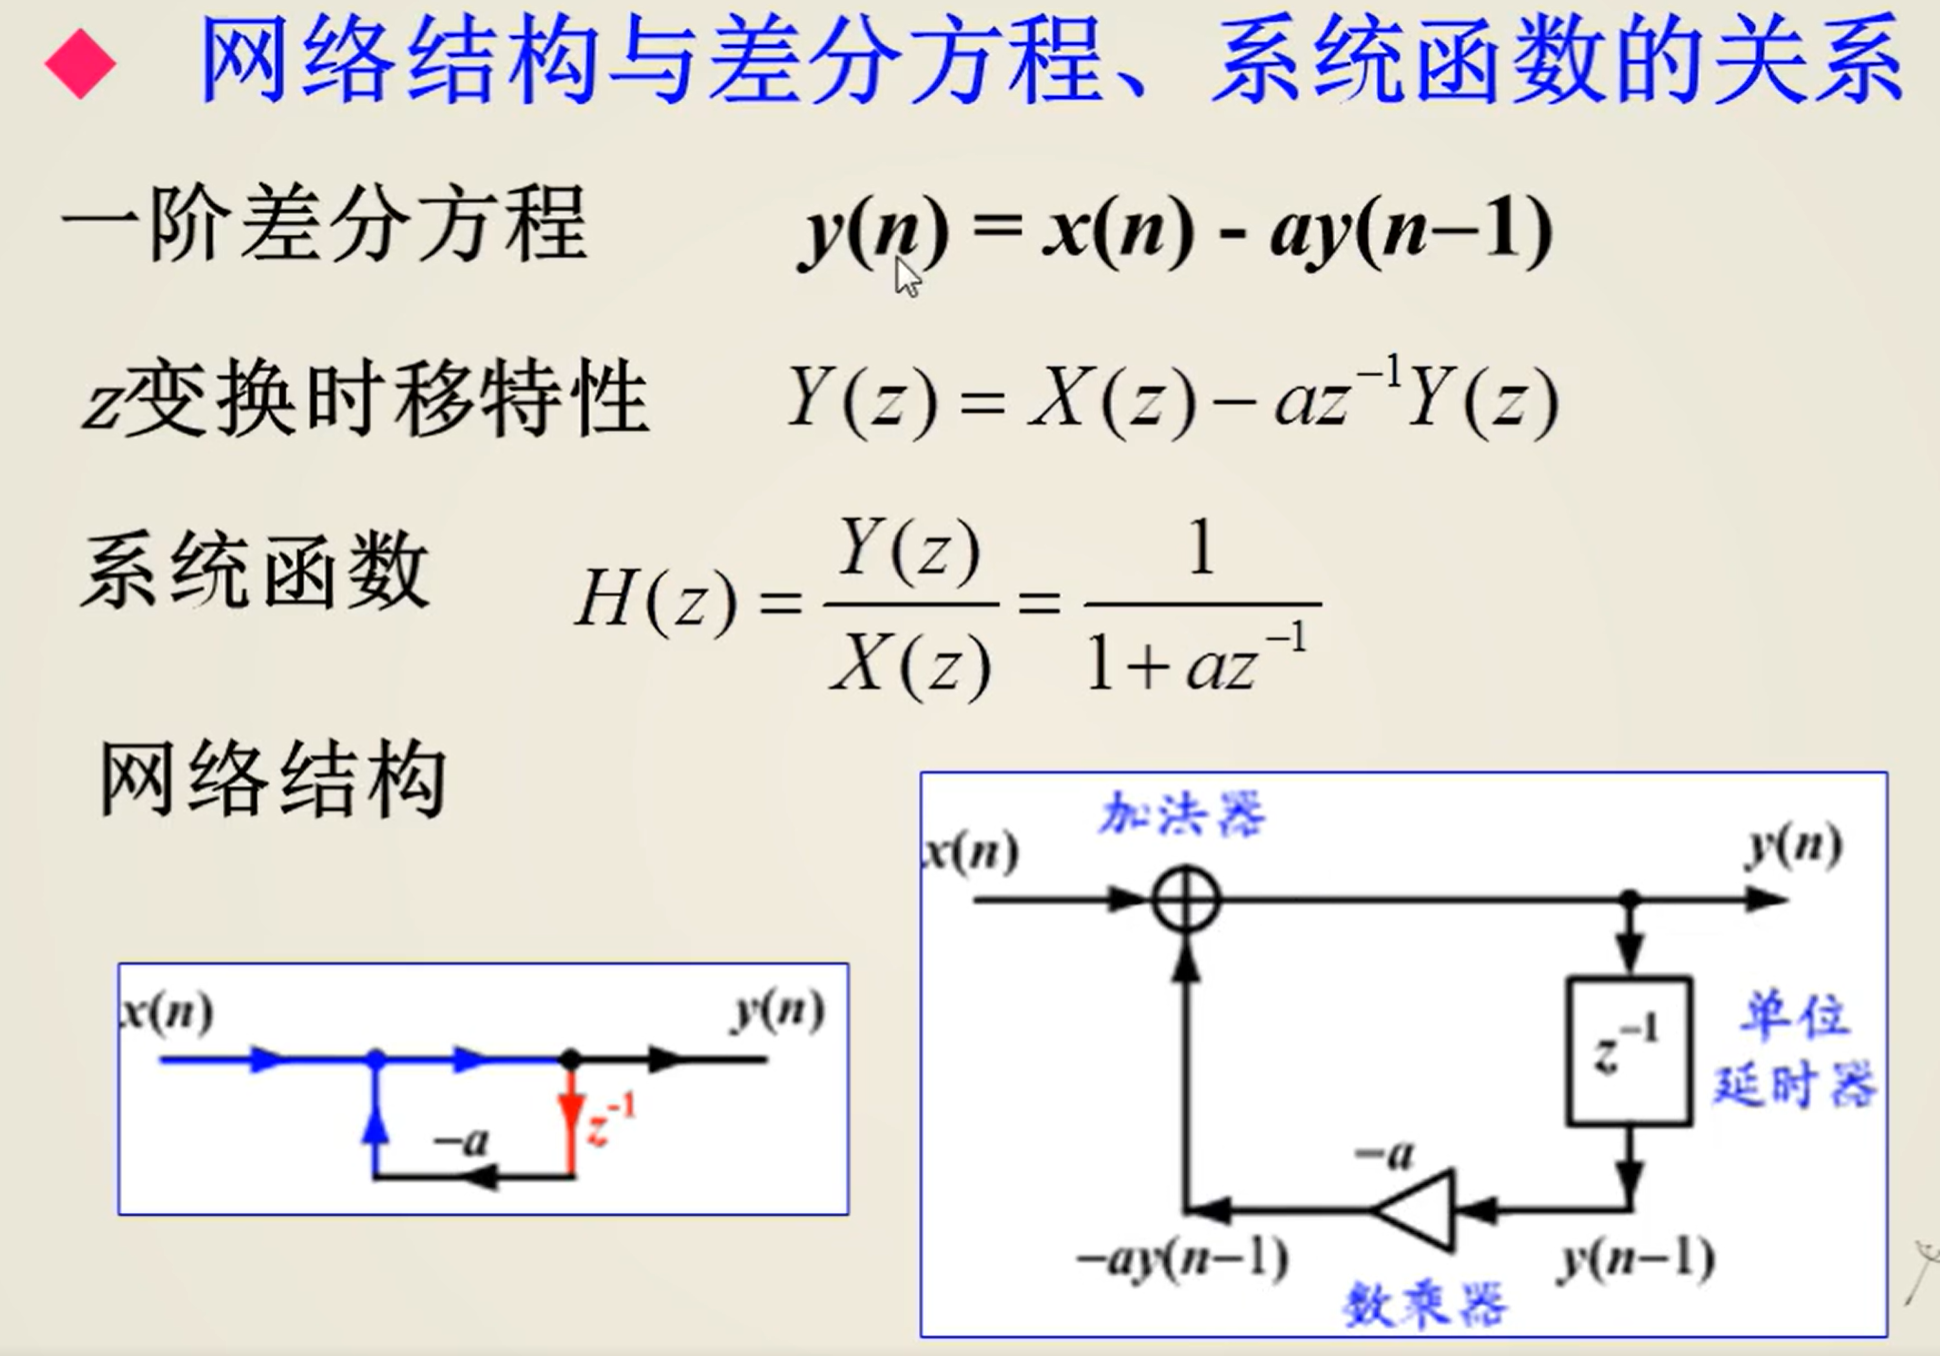 网络结构与差分方程、系统函数的关系
一阶差分方程 y(n) = x(n) - ay(n−1)
z变换时移特性 Y(z) = X(z) − az⁻¹Y(z)
系统函数 H(z) = Y(z)/X(z) = 1/(1+az⁻¹)
网络结构
x(n) y(n)
z⁻¹
−a
加法器
x(n) y(n)
z⁻¹
单位
延时器
−a
−ay(n−1) y(n−1)
数乘器